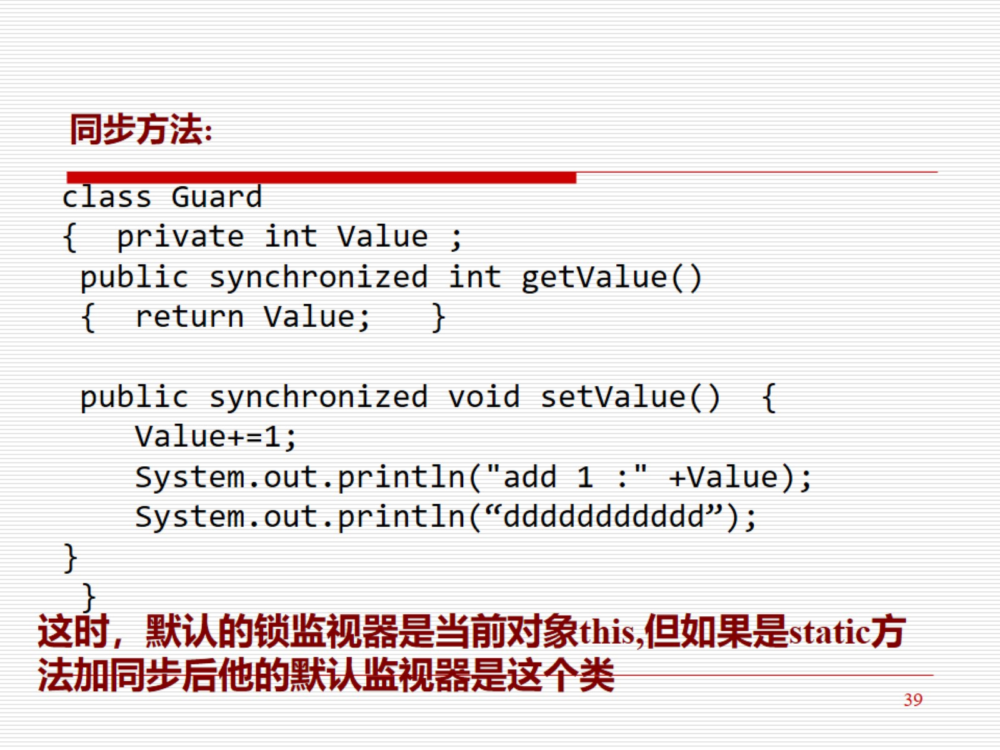 同步方法:
class Guard
{  private int Value ;
public synchronized int getValue()
{  return Value;   }
public synchronized void setValue()  {
Value+=1;
System.out.println("add 1 :" +Value);
System.out.println(“ddddddddddd”);
}
}
这时，默认的锁监视器是当前对象this,但如果是static方
法加同步后他的默认监视器是这个类
39